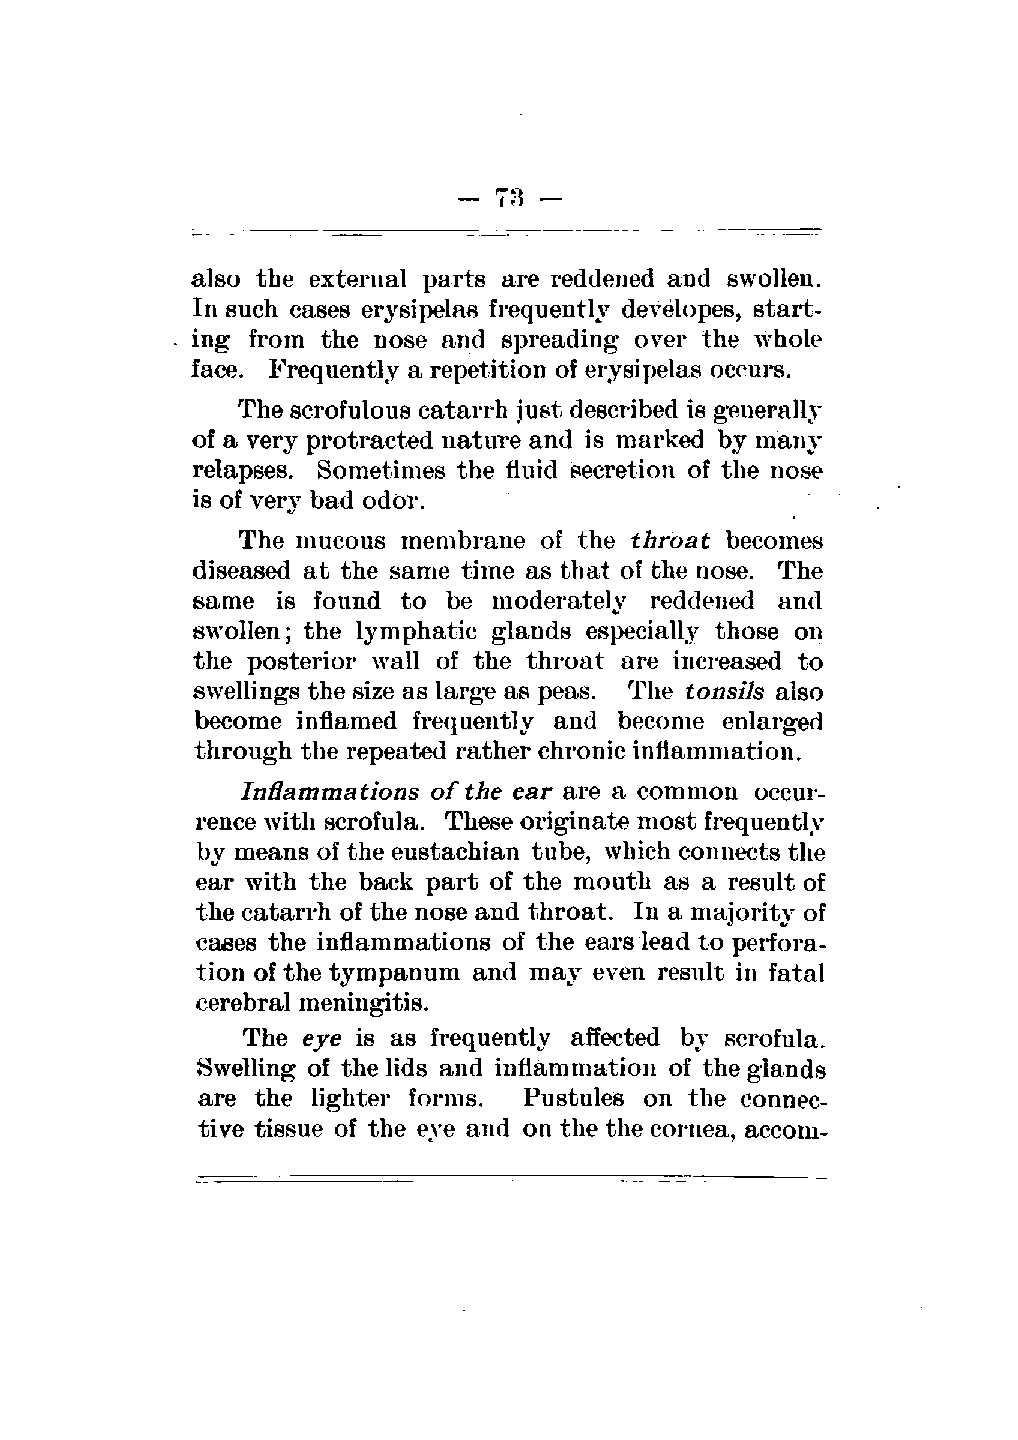 — 73 —
also the external parts are reddened and swollen.
In such cases erysipelas frequently developes, start-
ing from the nose and spreading over the whole
face. Frequently a repetition of erysipelas occurs.
The scrofulous catarrh just described is generally
of a very protracted nature and is marked by many
relapses. Sometimes the fluid secretion of the nose
is of very bad odor.
The mucous membrane of the throat becomes
diseased at the same time as that of the nose. The
same is found to be moderately reddened and
swollen; the lymphatic glands especially those on
the posterior wall of the throat are increased to
swellings the size as large as peas. The tonsils also
become inflamed frequently and become enlarged
through the repeated rather chronic inflammation.
Inflammations of the ear are a common occur-
rence with scrofula. These originate most frequently
by means of the eustachian tube, which connects the
ear with the back part of the mouth as a result of
the catarrh of the nose and throat. In a majority of
cases the inflammations of the ears lead to perfora-
tion of the tympanum and may even result in fatal
cerebral meningitis.
The eye is as frequently affected by scrofula.
Swelling of the lids and inflammation of the glands
are the lighter forms. Pustules on the connec-
tive tissue of the eye and on the the cornea, accom-